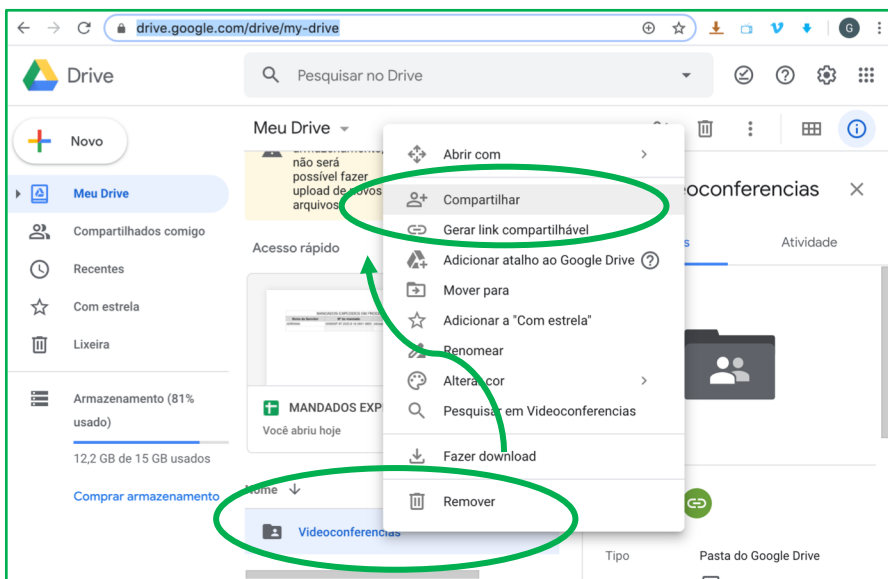 drive.google.com/drive/my-drive
G
Drive
Pesquisar no Drive
Novo
Meu Drive
Compartilhados comigo
Recentes
Com estrela
Lixeira
Armazenamento (81%
usado)
12,2 GB de 15 GB usados
Comprar armazenamento
Meu Drive
não será
possível fazer
upload de novos
arquivos
Acesso rápido
MANDADOS EXP
Você abriu hoje
Nome
Videoconferencias
Abrir com
Compartilhar
Gerar link compartilhável
Adicionar atalho ao Google Drive
Mover para
Adicionar a "Com estrela"
Renomear
Alterar cor
Pesquisar em Videoconferencias
Fazer download
Remover
oconferencias
s
Atividade
Tipo
Pasta do Google Drive